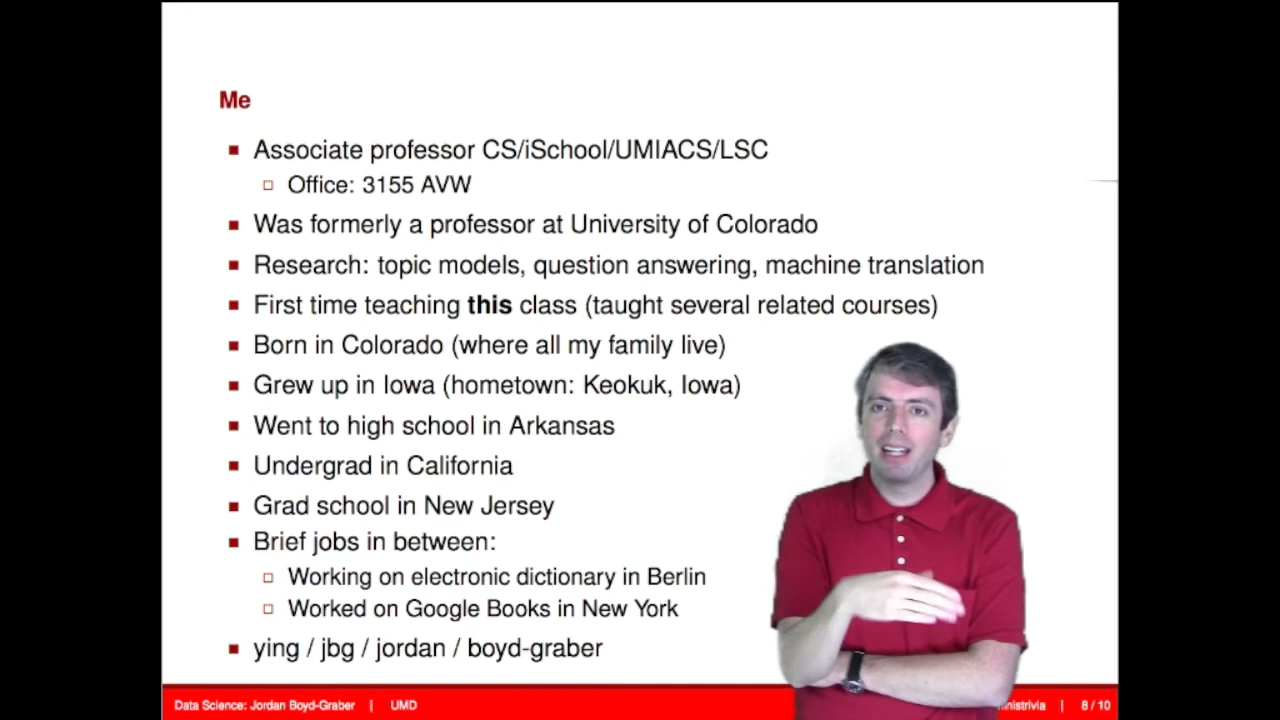 Me
Associate professor CS/iSchool/UMIACS/LSC
Office: 3155 AVW
Was formerly a professor at University of Colorado
Research: topic models, question answering, machine translation
First time teaching this class (taught several related courses)
Born in Colorado (where all my family live)
Grew up in Iowa (hometown: Keokuk, Iowa)
Went to high school in Arkansas
Undergrad in California
Grad school in New Jersey
Brief jobs in between:
Working on electronic dictionary in Berlin
Worked on Google Books in New York
ying / jbg / jordan / boyd-graber
Data Science: Jordan Boyd-Graber | UMD | 8 / 10